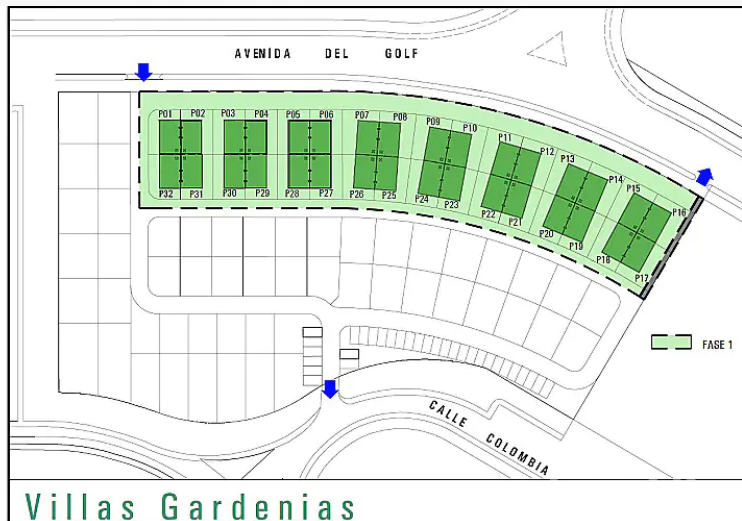 AVENIDA DEL GOLF
P01 P02 P03 P04 P05 P06 P07 P08 P09 P10 P11 P12 P13 P14 P15 P16
P32 P31 P30 P29 P28 P27 P26 P25 P24 P23 P22 P21 P20 P19 P18 P17
FASE 1
CALLE COLOMBIA
Villas Gardenias